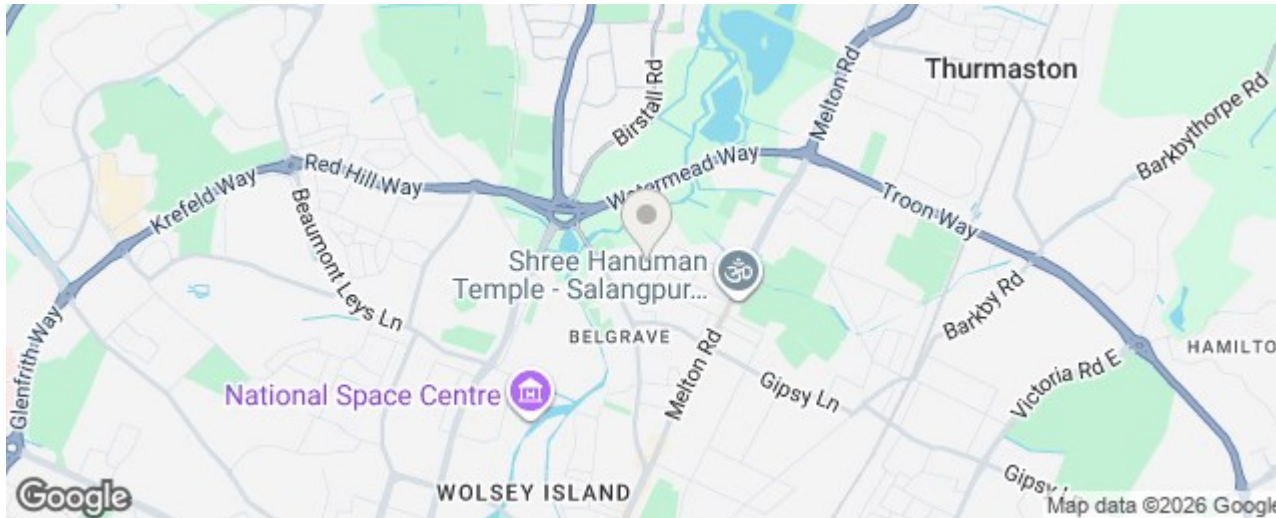 Thurmaston
Melton Rd
Birstall Rd
Barkbythorpe Rd
Watermead Way
Red Hill Way
Krefeld Way
Troon Way
Beaumont Leys Ln
Shree Hanuman
Temple - Salangpur...
ॐ
Barkby Rd
BELGRAVE
Glenfrith Way
HAMILTO
Victoria Rd E
Melton Rd
National Space Centre
Gipsy Ln
WOLSEY ISLAND
Gipsy Ln
Google
Map data ©2026 Google